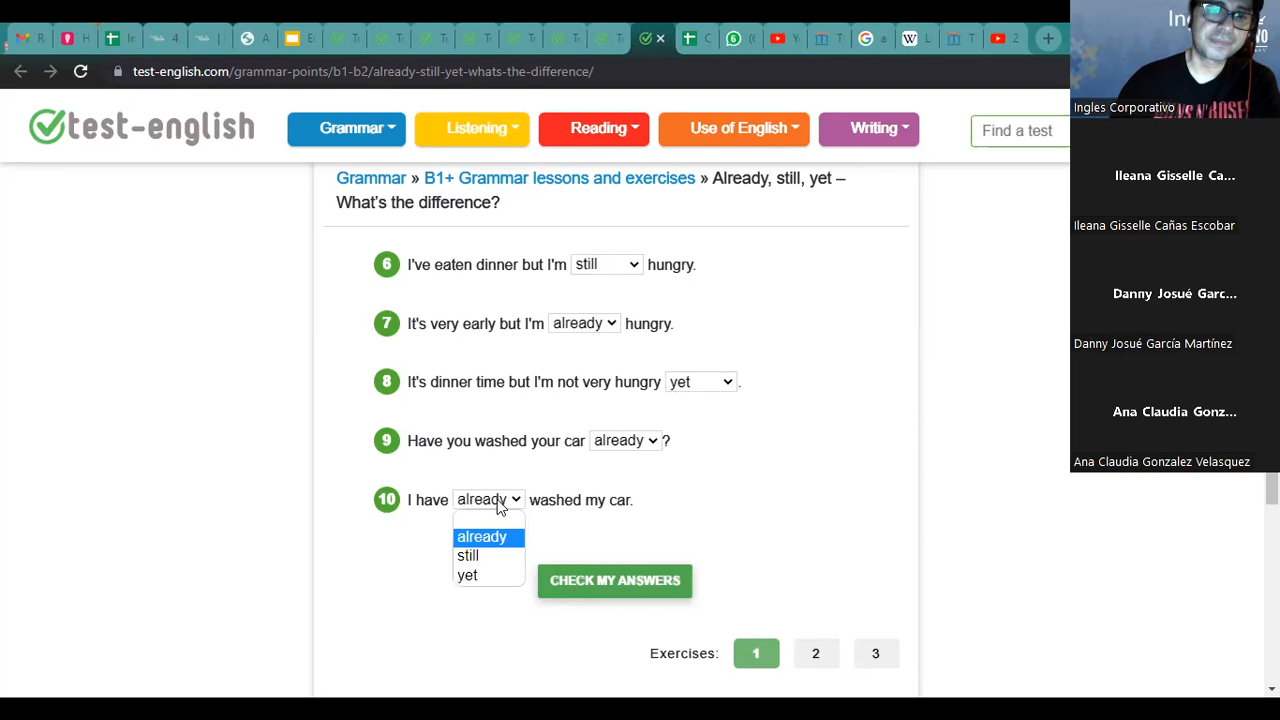 test-english.com/grammar-points/b1-b2/already-still-yet-whats-the-difference/
test-english
Grammar
Listening
Reading
Use of English
Writing
Find a test
Grammar » B1+ Grammar lessons and exercises » Already, still, yet –
What's the difference?
6 I've eaten dinner but I'm still hungry.
7 It's very early but I'm already hungry.
8 It's dinner time but I'm not very hungry yet.
9 Have you washed your car already?
10 I have already washed my car.
already
still
yet
CHECK MY ANSWERS
Exercises: 1 2 3
Ingles Corporativo
Ileana Gisselle Ca...
Ileana Gisselle Cañas Escobar
Danny Josué Garc...
Danny Josué García Martínez
Ana Claudia Gonz...
Ana Claudia Gonzalez Velasquez